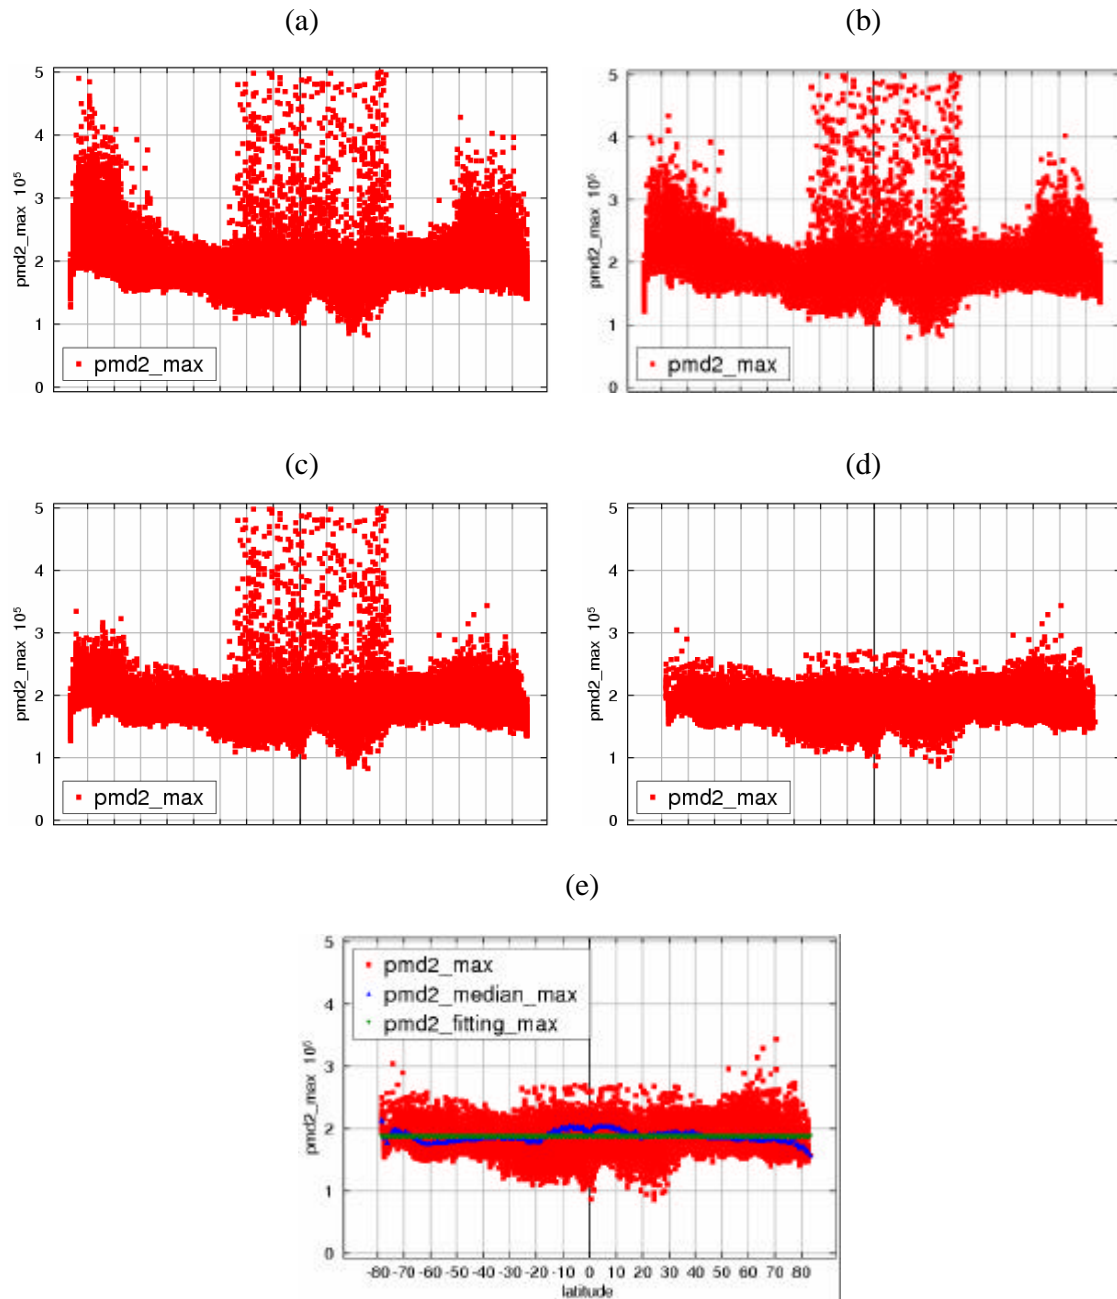 (a)
5
4
3
2
1
0
pmd2_max 10⁵
pmd2_max
(b)
5
4
3
2
1
0
pmd2_max 10⁵
pmd2_max
(c)
5
4
3
2
1
0
pmd2_max 10⁵
pmd2_max
(d)
5
4
3
2
1
0
pmd2_max 10⁵
pmd2_max
(e)
5
4
3
2
1
0
pmd2_max 10⁵
pmd2_max
pmd2_median_max
pmd2_fitting_max
-80 -70 -60 -50 -40 -30 -20 -10 0 10 20 30 40 50 60 70 80
latitude